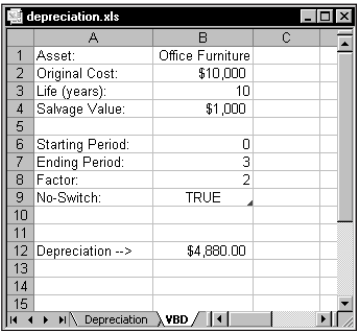 depreciation.xls
A B C
1 Asset: Office Furniture
2 Original Cost: $10,000
3 Life (years): 10
4 Salvage Value: $1,000
5
6 Starting Period: 0
7 Ending Period: 3
8 Factor: 2
9 No-Switch: TRUE
10
11
12 Depreciation --> $4,880.00
13
14
15
Depreciation VBD